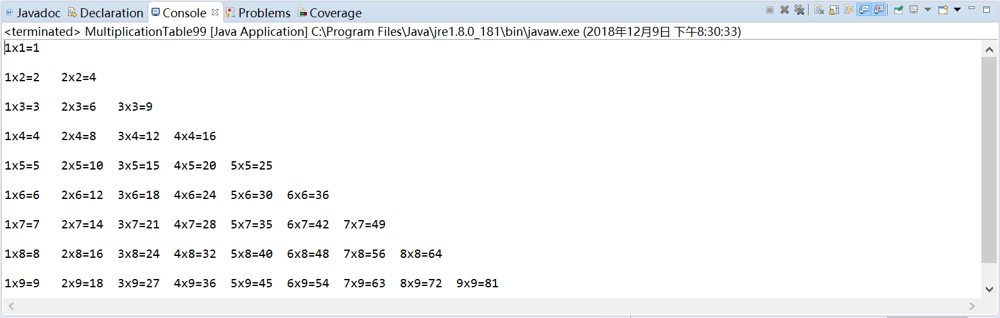 Javadoc Declaration Console Problems Coverage
<terminated> MultiplicationTable99 [Java Application] C:\Program Files\Java\jre1.8.0_181\bin\javaw.exe (2018年12月9日 下午8:30:33)
1x1=1
1x2=2 2x2=4
1x3=3 2x3=6 3x3=9
1x4=4 2x4=8 3x4=12 4x4=16
1x5=5 2x5=10 3x5=15 4x5=20 5x5=25
1x6=6 2x6=12 3x6=18 4x6=24 5x6=30 6x6=36
1x7=7 2x7=14 3x7=21 4x7=28 5x7=35 6x7=42 7x7=49
1x8=8 2x8=16 3x8=24 4x8=32 5x8=40 6x8=48 7x8=56 8x8=64
1x9=9 2x9=18 3x9=27 4x9=36 5x9=45 6x9=54 7x9=63 8x9=72 9x9=81